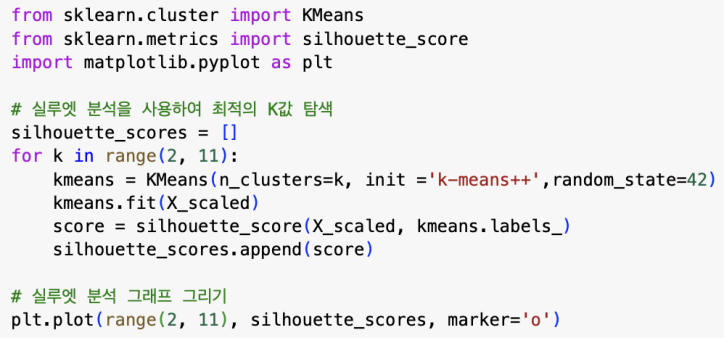 from sklearn.cluster import KMeans
from sklearn.metrics import silhouette_score
import matplotlib.pyplot as plt
# 실루엣 분석을 사용하여 최적의 K값 탐색
silhouette_scores = []
for k in range(2, 11):
    kmeans = KMeans(n_clusters=k, init ='k-means++',random_state=42)
    kmeans.fit(X_scaled)
    score = silhouette_score(X_scaled, kmeans.labels_)
    silhouette_scores.append(score)
# 실루엣 분석 그래프 그리기
plt.plot(range(2, 11), silhouette_scores, marker='o')